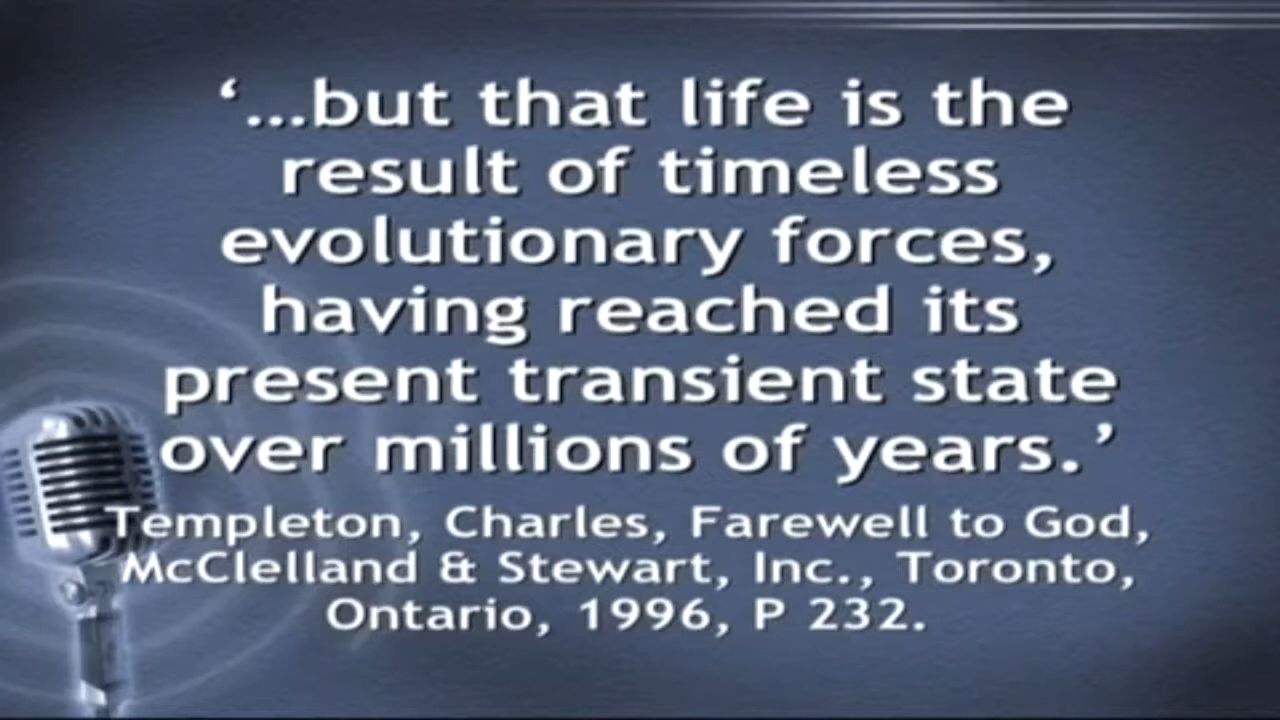 ‘...but that life is the
result of timeless
evolutionary forces,
having reached its
present transient state
over millions of years.’
Templeton, Charles, Farewell to God,
McClelland & Stewart, Inc., Toronto,
Ontario, 1996, P 232.